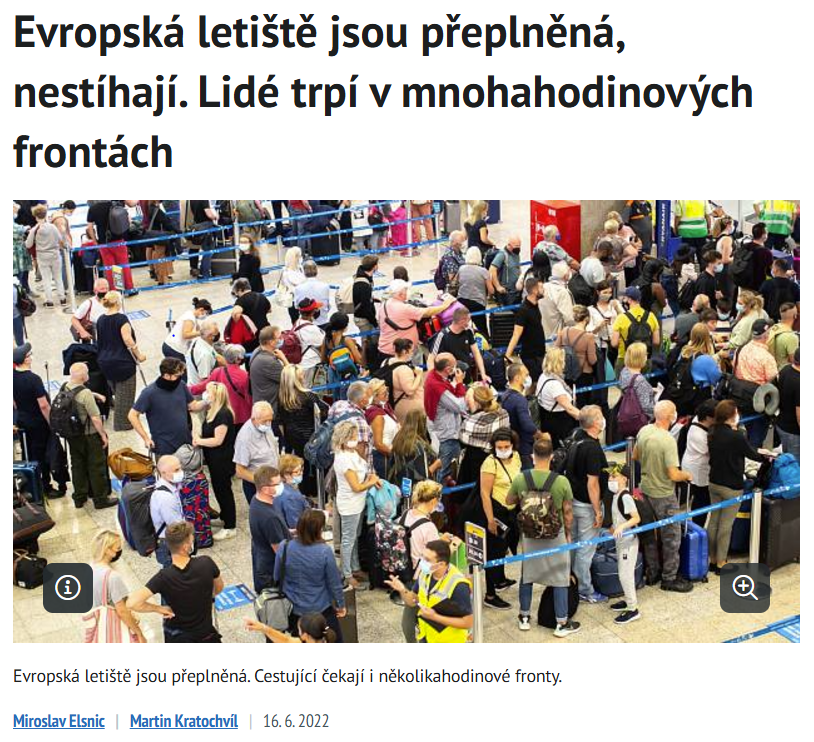 Evropská letiště jsou přeplněná,
nestíhají. Lidé trpí v mnohahodinových
frontách
RYANAIR
Evropská letiště jsou přeplněná. Cestující čekají i několikahodinové fronty.
Miroslav Elsnic | Martin Kratochvíl | 16. 6. 2022